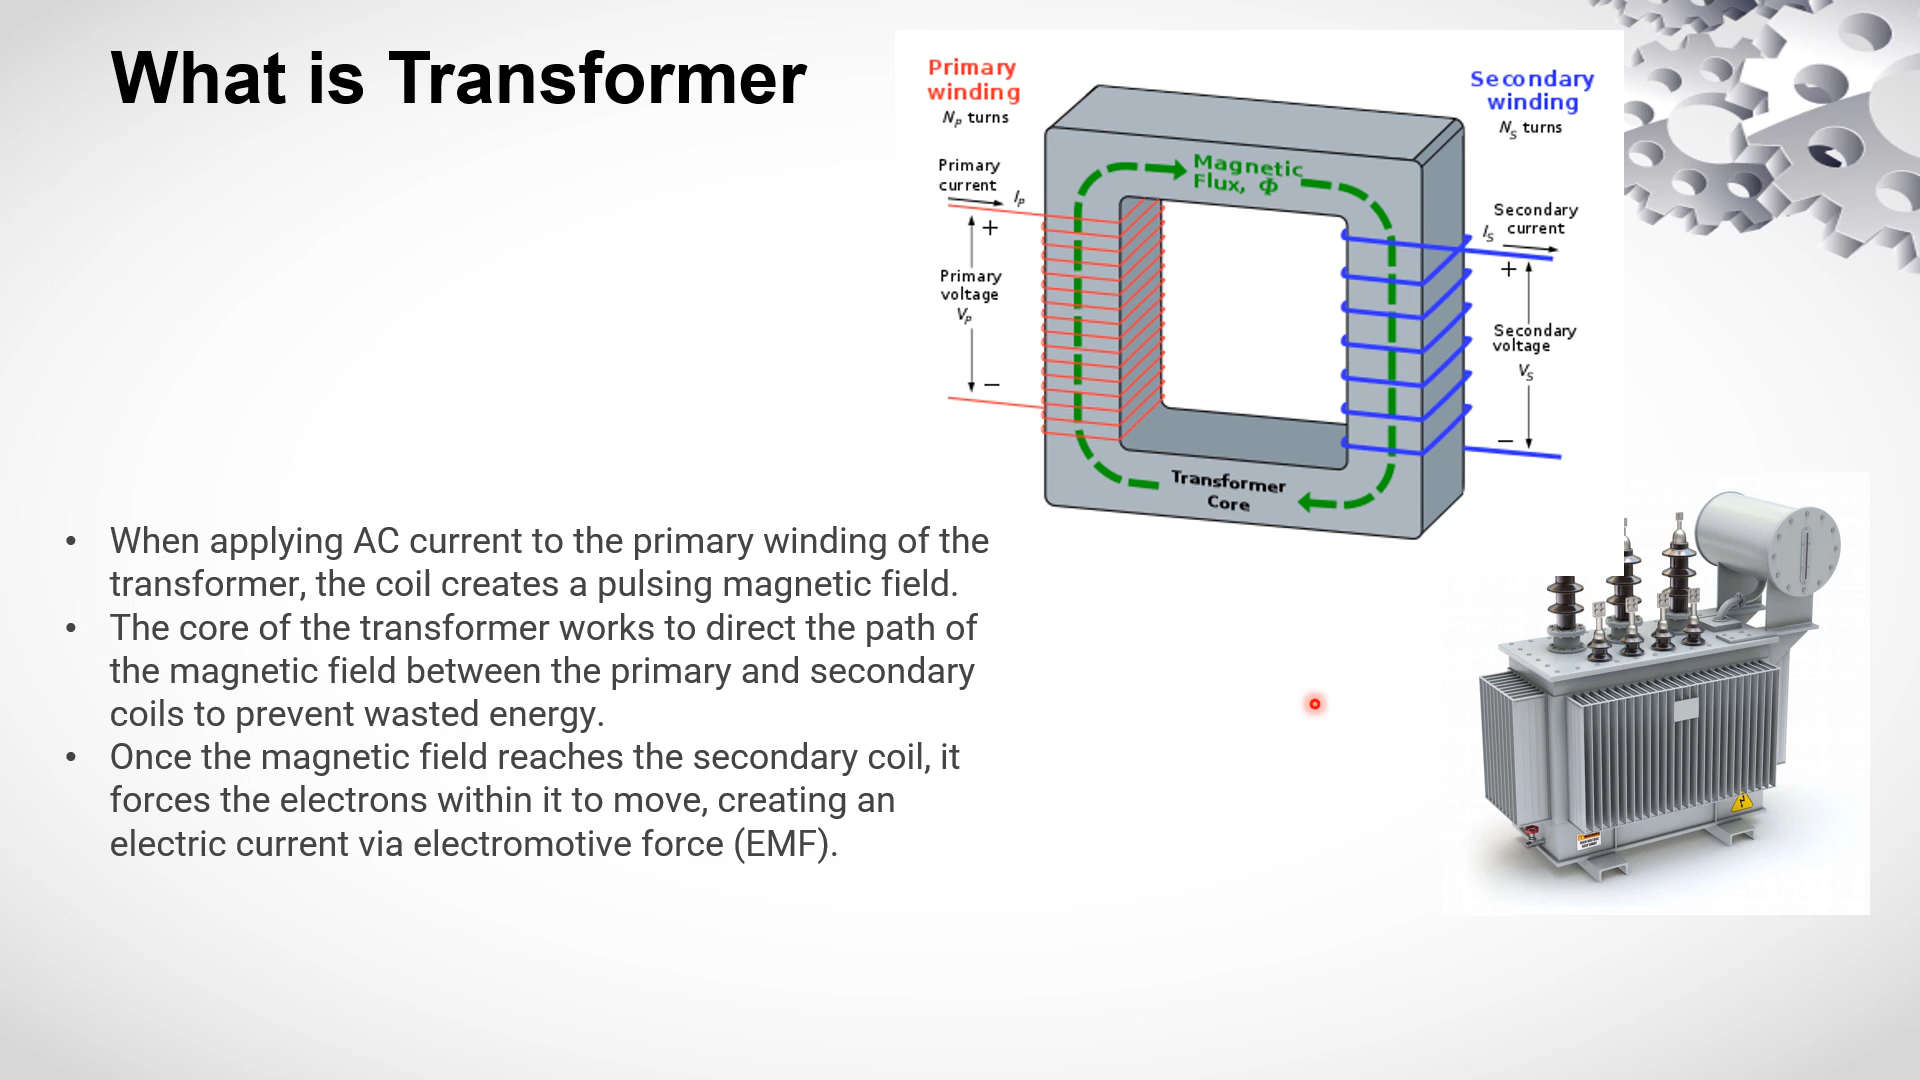 What is Transformer
Primary
winding
Nₚ turns
Secondary
winding
Nₛ turns
Magnetic
Flux, Φ
Primary
current
Iₚ
+
Primary
voltage
Vₚ
−
Secondary
current
Iₛ
+
Secondary
voltage
Vₛ
−
Transformer
Core
• When applying AC current to the primary winding of the
transformer, the coil creates a pulsing magnetic field.
• The core of the transformer works to direct the path of
the magnetic field between the primary and secondary
coils to prevent wasted energy.
• Once the magnetic field reaches the secondary coil, it
forces the electrons within it to move, creating an
electric current via electromotive force (EMF).